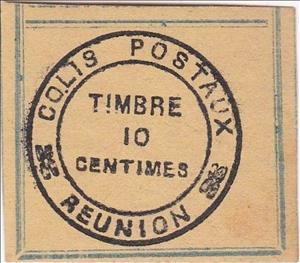 COLIS POSTAUX
TIMBRE
10
CENTIMES
REUNION